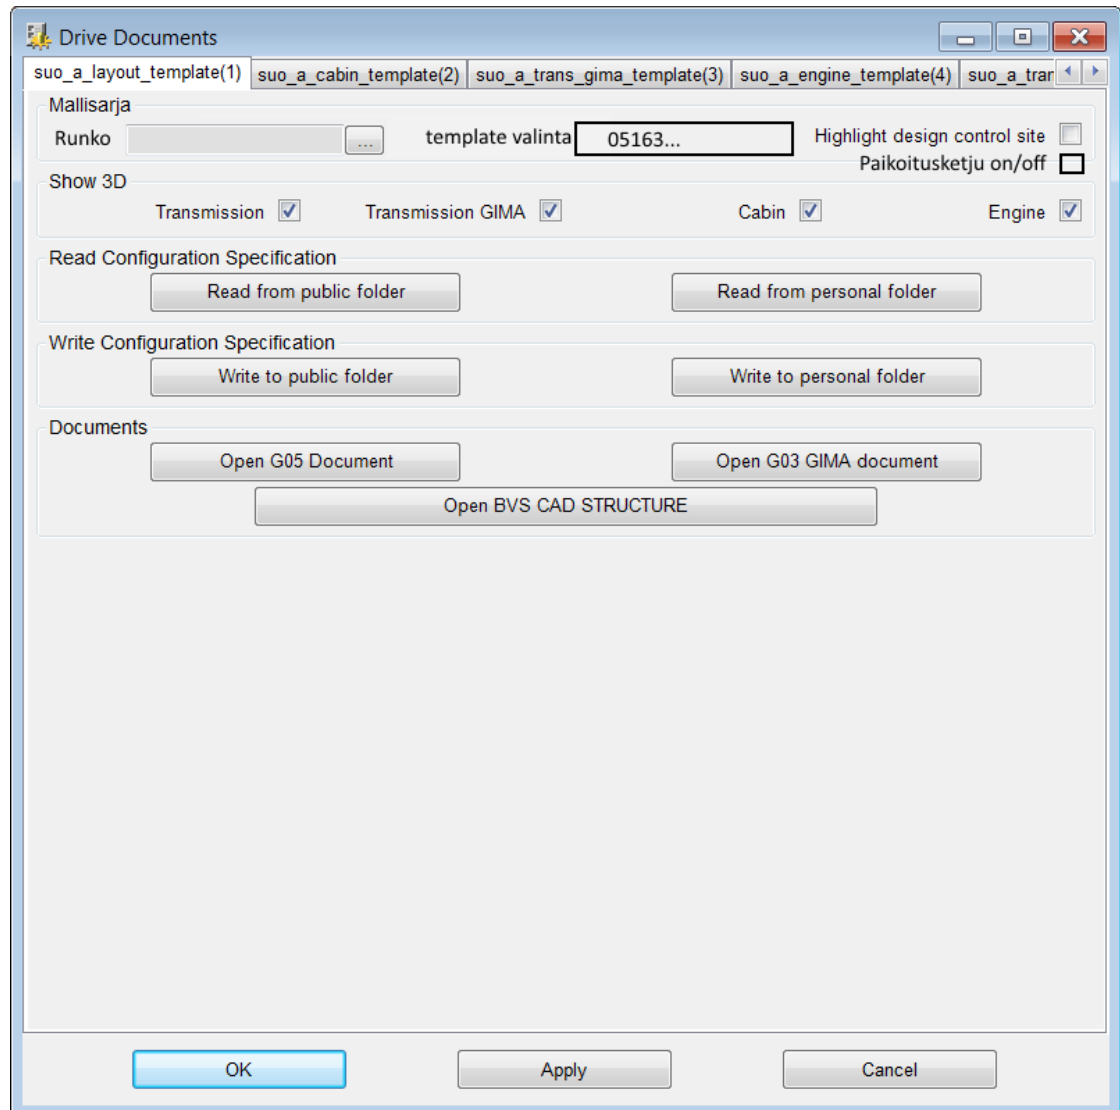 Drive Documents
suo_a_layout_template(1) suo_a_cabin_template(2) suo_a_trans_gima_template(3) suo_a_engine_template(4) suo_a_tran
Mallisarja
Runko ... template valinta 05163... Highlight design control site
Paikoitusketju on/off
Show 3D
Transmission Transmission GIMA Cabin Engine
Read Configuration Specification
Read from public folder Read from personal folder
Write Configuration Specification
Write to public folder Write to personal folder
Documents
Open G05 Document Open G03 GIMA document
Open BVS CAD STRUCTURE
OK Apply Cancel